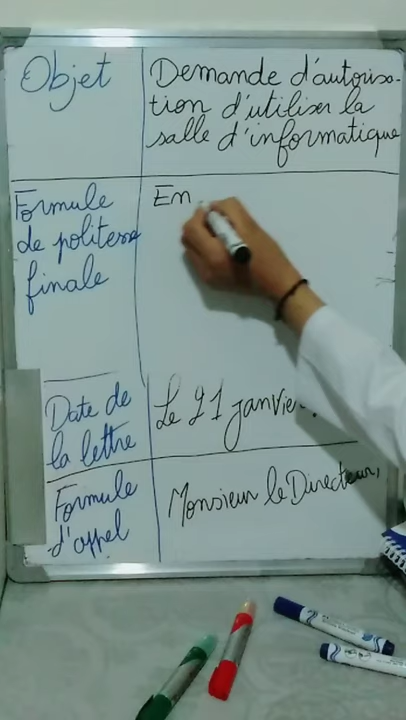 Objet
Demande d'autorisa-
tion d'utiliser la
salle d'informatique
Formule
de politesse
finale
En
Date de
la lettre
Le 21 janvier
Formule
d'appel
Monsieur le Directeur,